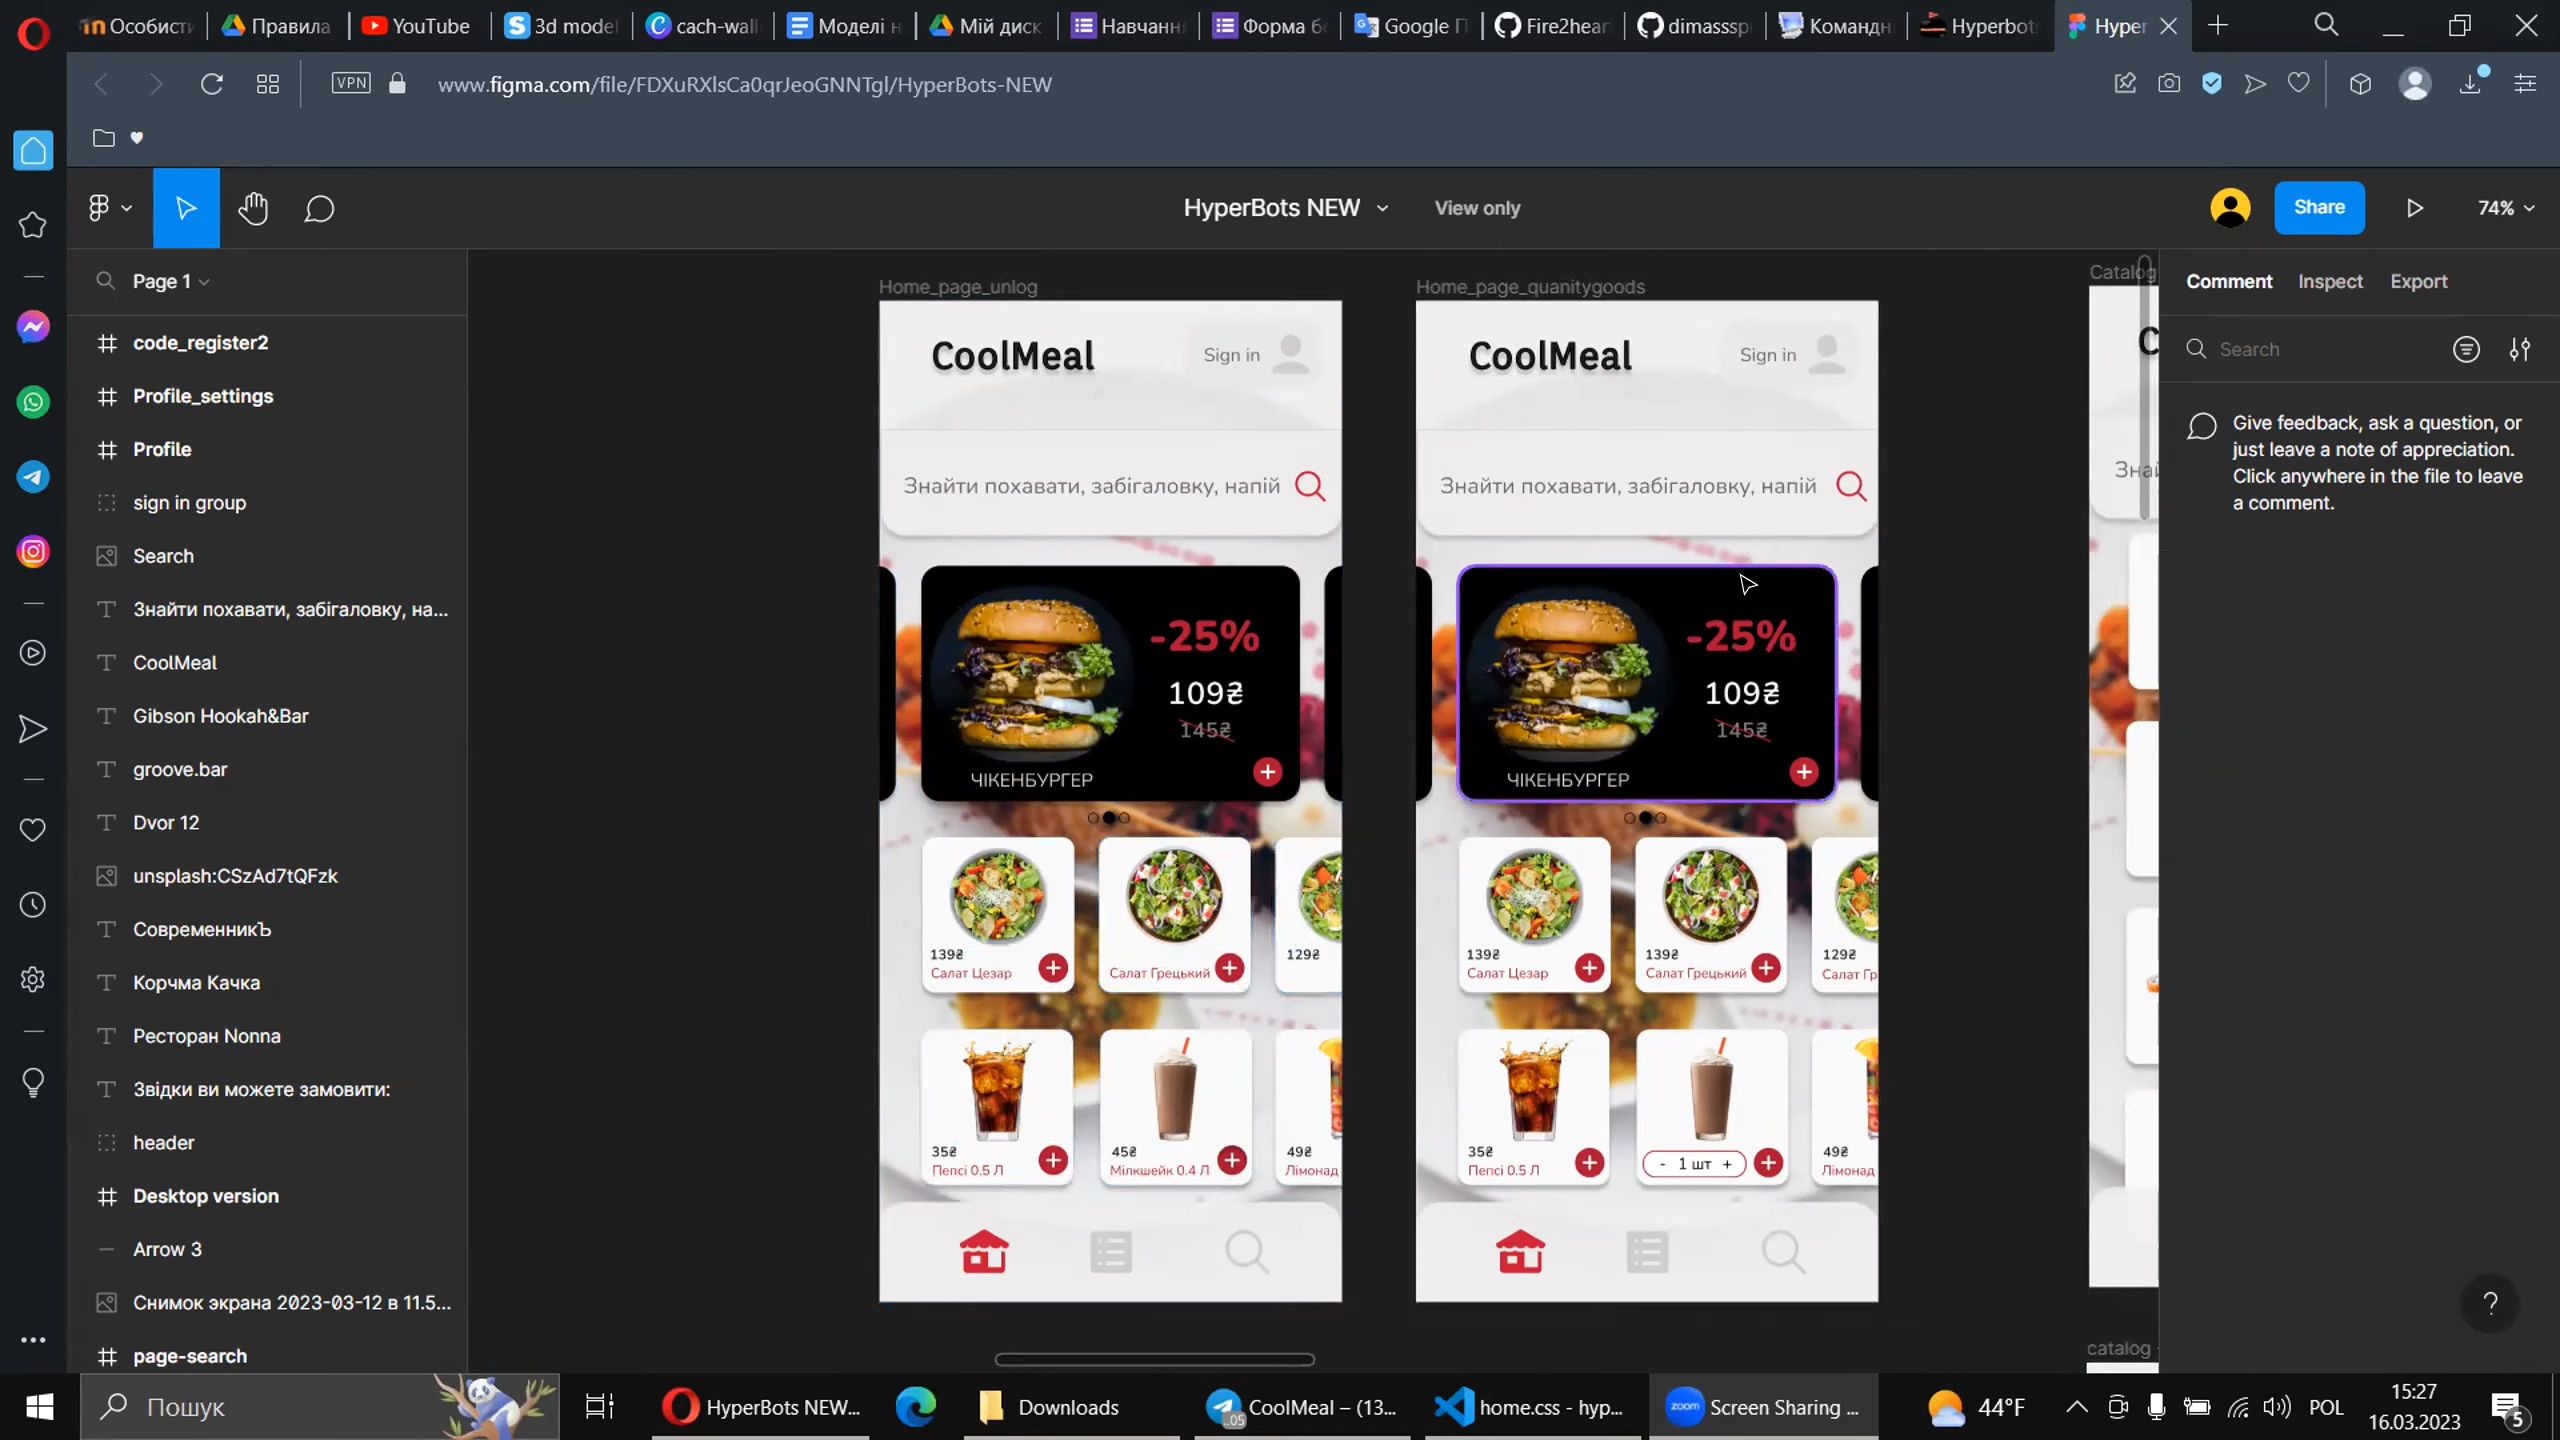 Особисті
Правила
YouTube
3d model
cach-wall
Моделі н
Мій диск
Навчання
Форма бе
Google П
Fire2hear
dimasssp
Командн
Hyperbots
Hyper
VPN
www.figma.com/file/FDXuRXlsCa0qrJeoGNNTgl/HyperBots-NEW
HyperBots NEW
View only
Share
74%
Page 1
code_register2
Profile_settings
Profile
sign in group
Search
Знайти похавати, забігаловку, на...
CoolMeal
Gibson Hookah&Bar
groove.bar
Dvor 12
unsplash:CSzAd7tQFzk
СовременникЪ
Корчма Качка
Ресторан Nonna
Звідки ви можете замовити:
header
Desktop version
Arrow 3
Снимок экрана 2023-03-12 в 11.5...
page-search
Home_page_unlog
CoolMeal
Sign in
Знайти похавати, забігаловку, напій
-25%
109₴
145₴
ЧІКЕНБУРГЕР
139₴
Салат Цезар
Салат Грецький
129₴
35₴
Пепсі 0.5 Л
45₴
Мілкшейк 0.4 Л
49₴
Лімонад
Home_page_quanitygoods
CoolMeal
Sign in
Знайти похавати, забігаловку, напій
-25%
109₴
145₴
ЧІКЕНБУРГЕР
139₴
Салат Цезар
139₴
Салат Грецький
129₴
Салат Гр
35₴
Пепсі 0.5 Л
- 1 шт +
49₴
Лімонад
Catalog
C
Знай
catalog
Comment
Inspect
Export
Search
Give feedback, ask a question, or
just leave a note of appreciation.
Click anywhere in the file to leave
a comment.
?
Пошук
HyperBots NEW...
Downloads
..05
CoolMeal – (13...
home.css - hyp...
zoom
Screen Sharing ...
44°F
POL
15:27
16.03.2023
5